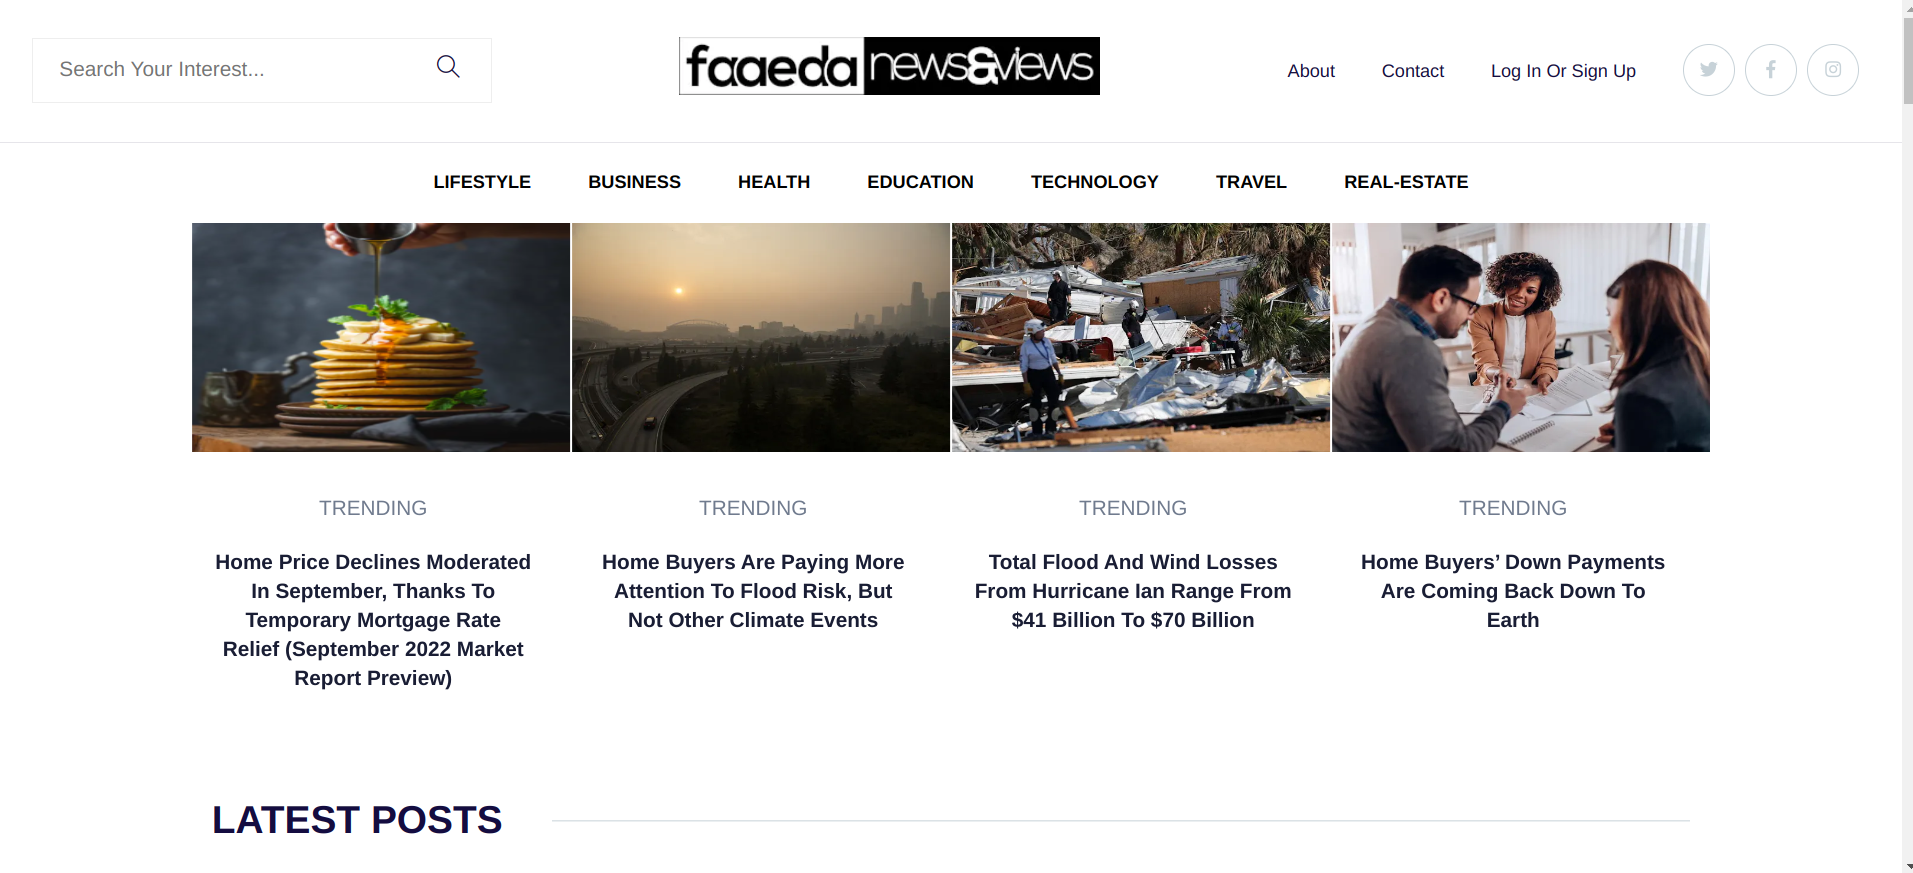 Search Your Interest...
faaeda news&views
About
Contact
Log In Or Sign Up
LIFESTYLE
BUSINESS
HEALTH
EDUCATION
TECHNOLOGY
TRAVEL
REAL-ESTATE
TRENDING
Home Price Declines Moderated
In September, Thanks To
Temporary Mortgage Rate
Relief (September 2022 Market
Report Preview)
TRENDING
Home Buyers Are Paying More
Attention To Flood Risk, But
Not Other Climate Events
TRENDING
Total Flood And Wind Losses
From Hurricane Ian Range From
$41 Billion To $70 Billion
TRENDING
Home Buyers’ Down Payments
Are Coming Back Down To
Earth
LATEST POSTS